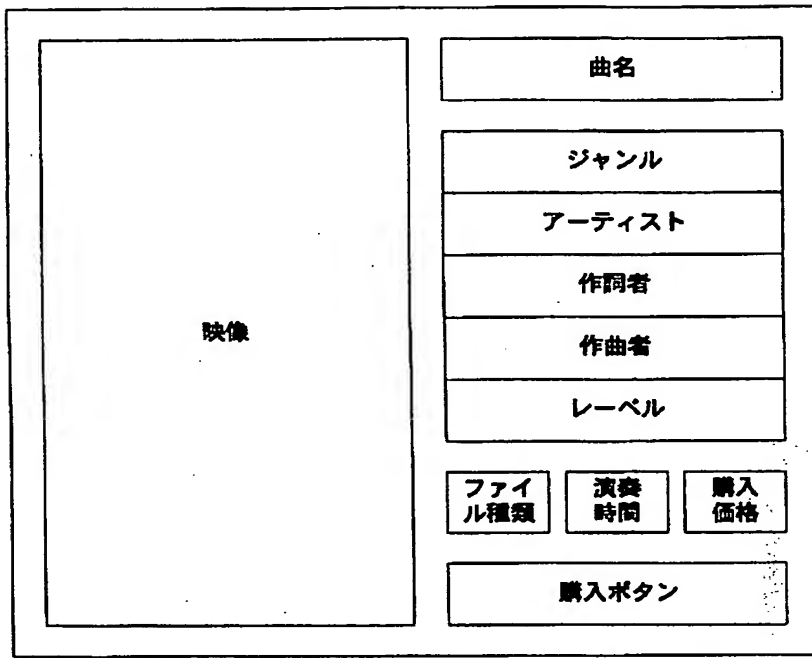 映像
曲名
ジャンル
アーティスト
作詞者
作曲者
レーベル
ファイ
ル種類
演奏
時間
購入
価格
購入ボタン